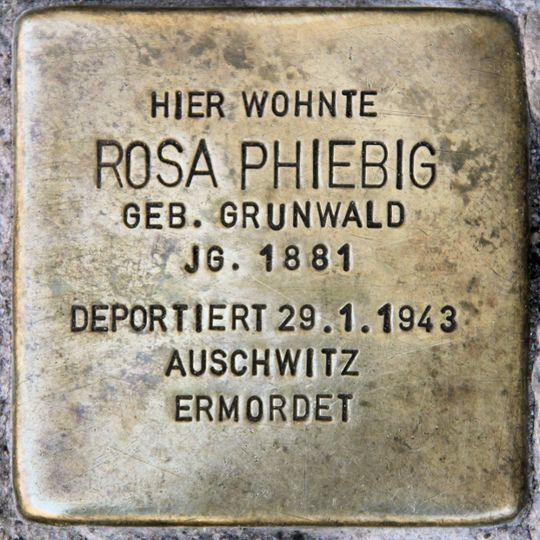 HIER WOHNTE
ROSA PHIEBIG
GEB. GRUNWALD
JG. 1881
DEPORTIERT 29.1.1943
AUSCHWITZ
ERMORDET